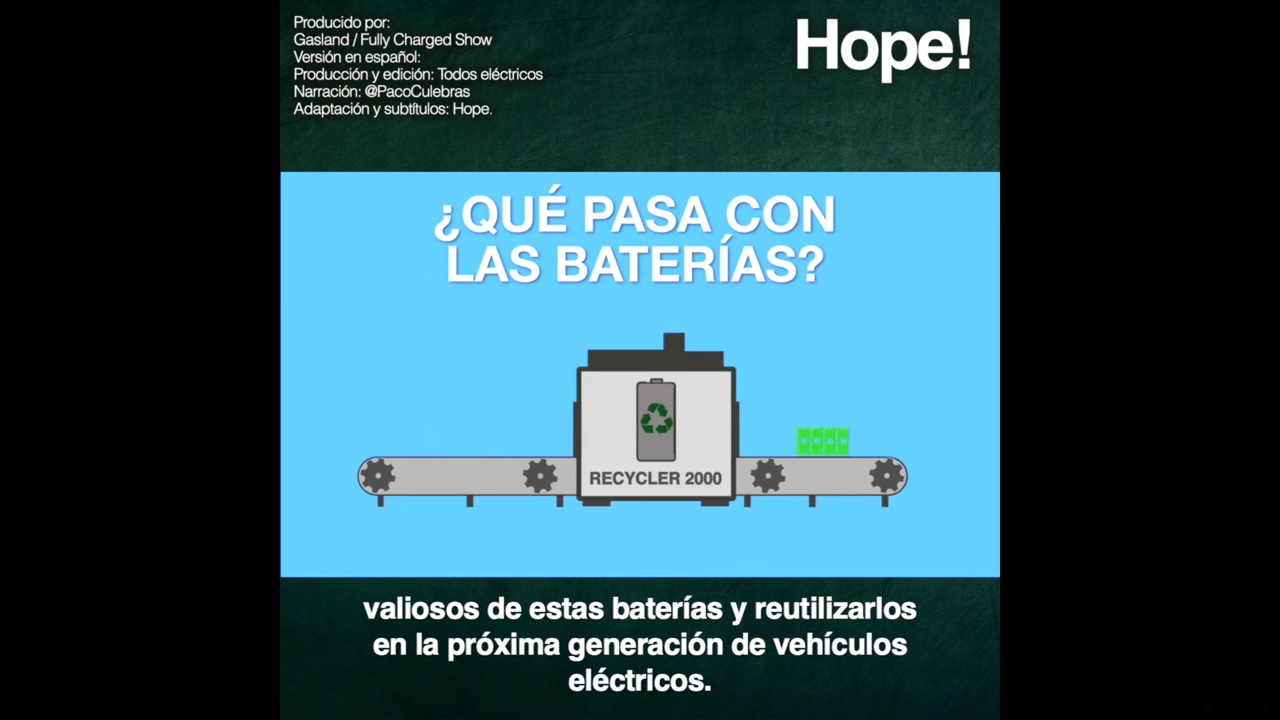 Producido por:
Gasland / Fully Charged Show
Versión en español:
Producción y edición: Todos eléctricos
Narración: @PacoCulebras
Adaptación y subtítulos: Hope.
Hope!
¿QUÉ PASA CON
LAS BATERÍAS?
RECYCLER 2000
valiosos de estas baterías y reutilizarlos
en la próxima generación de vehículos
eléctricos.